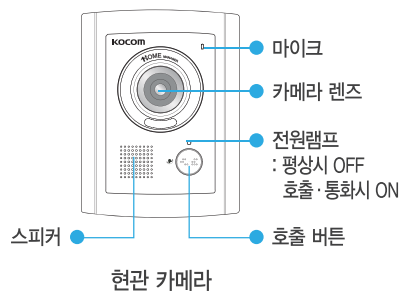 KOCOM
HOME
마이크
카메라 렌즈
전원램프
: 평상시 OFF
호출·통화시 ON
스피커
호출 버튼
현관 카메라